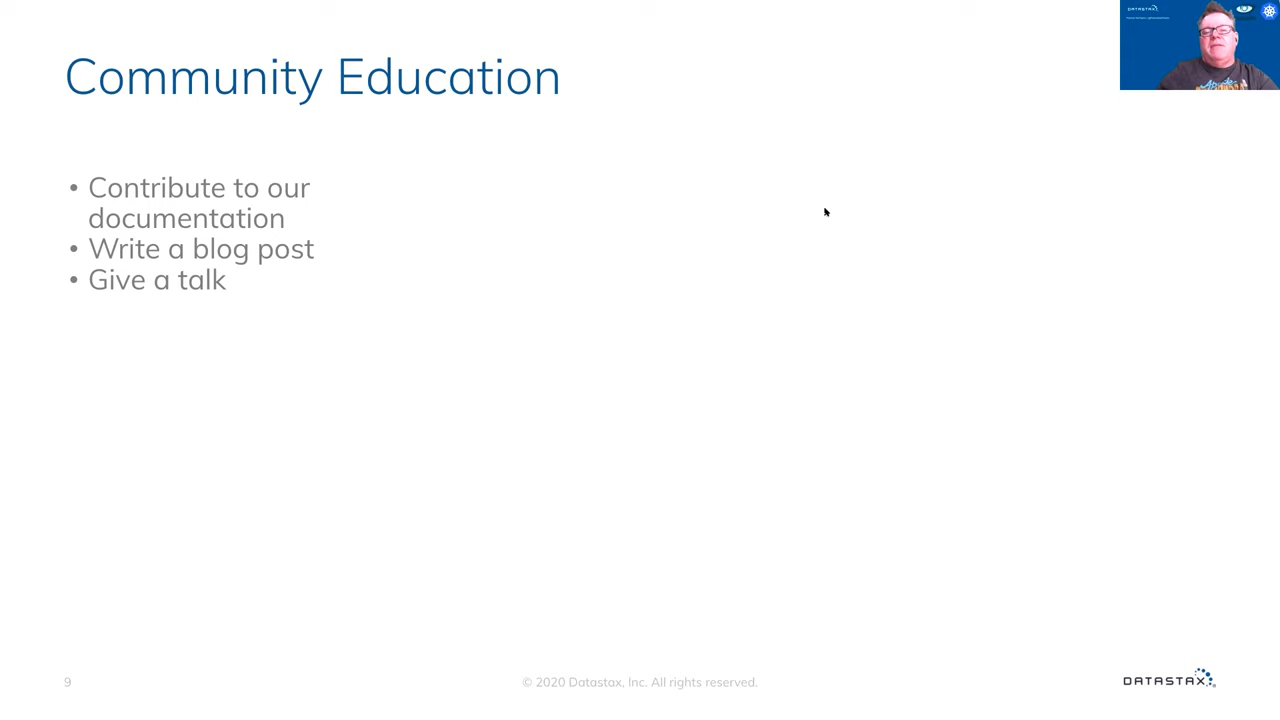 DATASTAX
Community Education
• Contribute to our
documentation
• Write a blog post
• Give a talk
9
© 2020 Datastax, Inc. All rights reserved.
DATASTAX